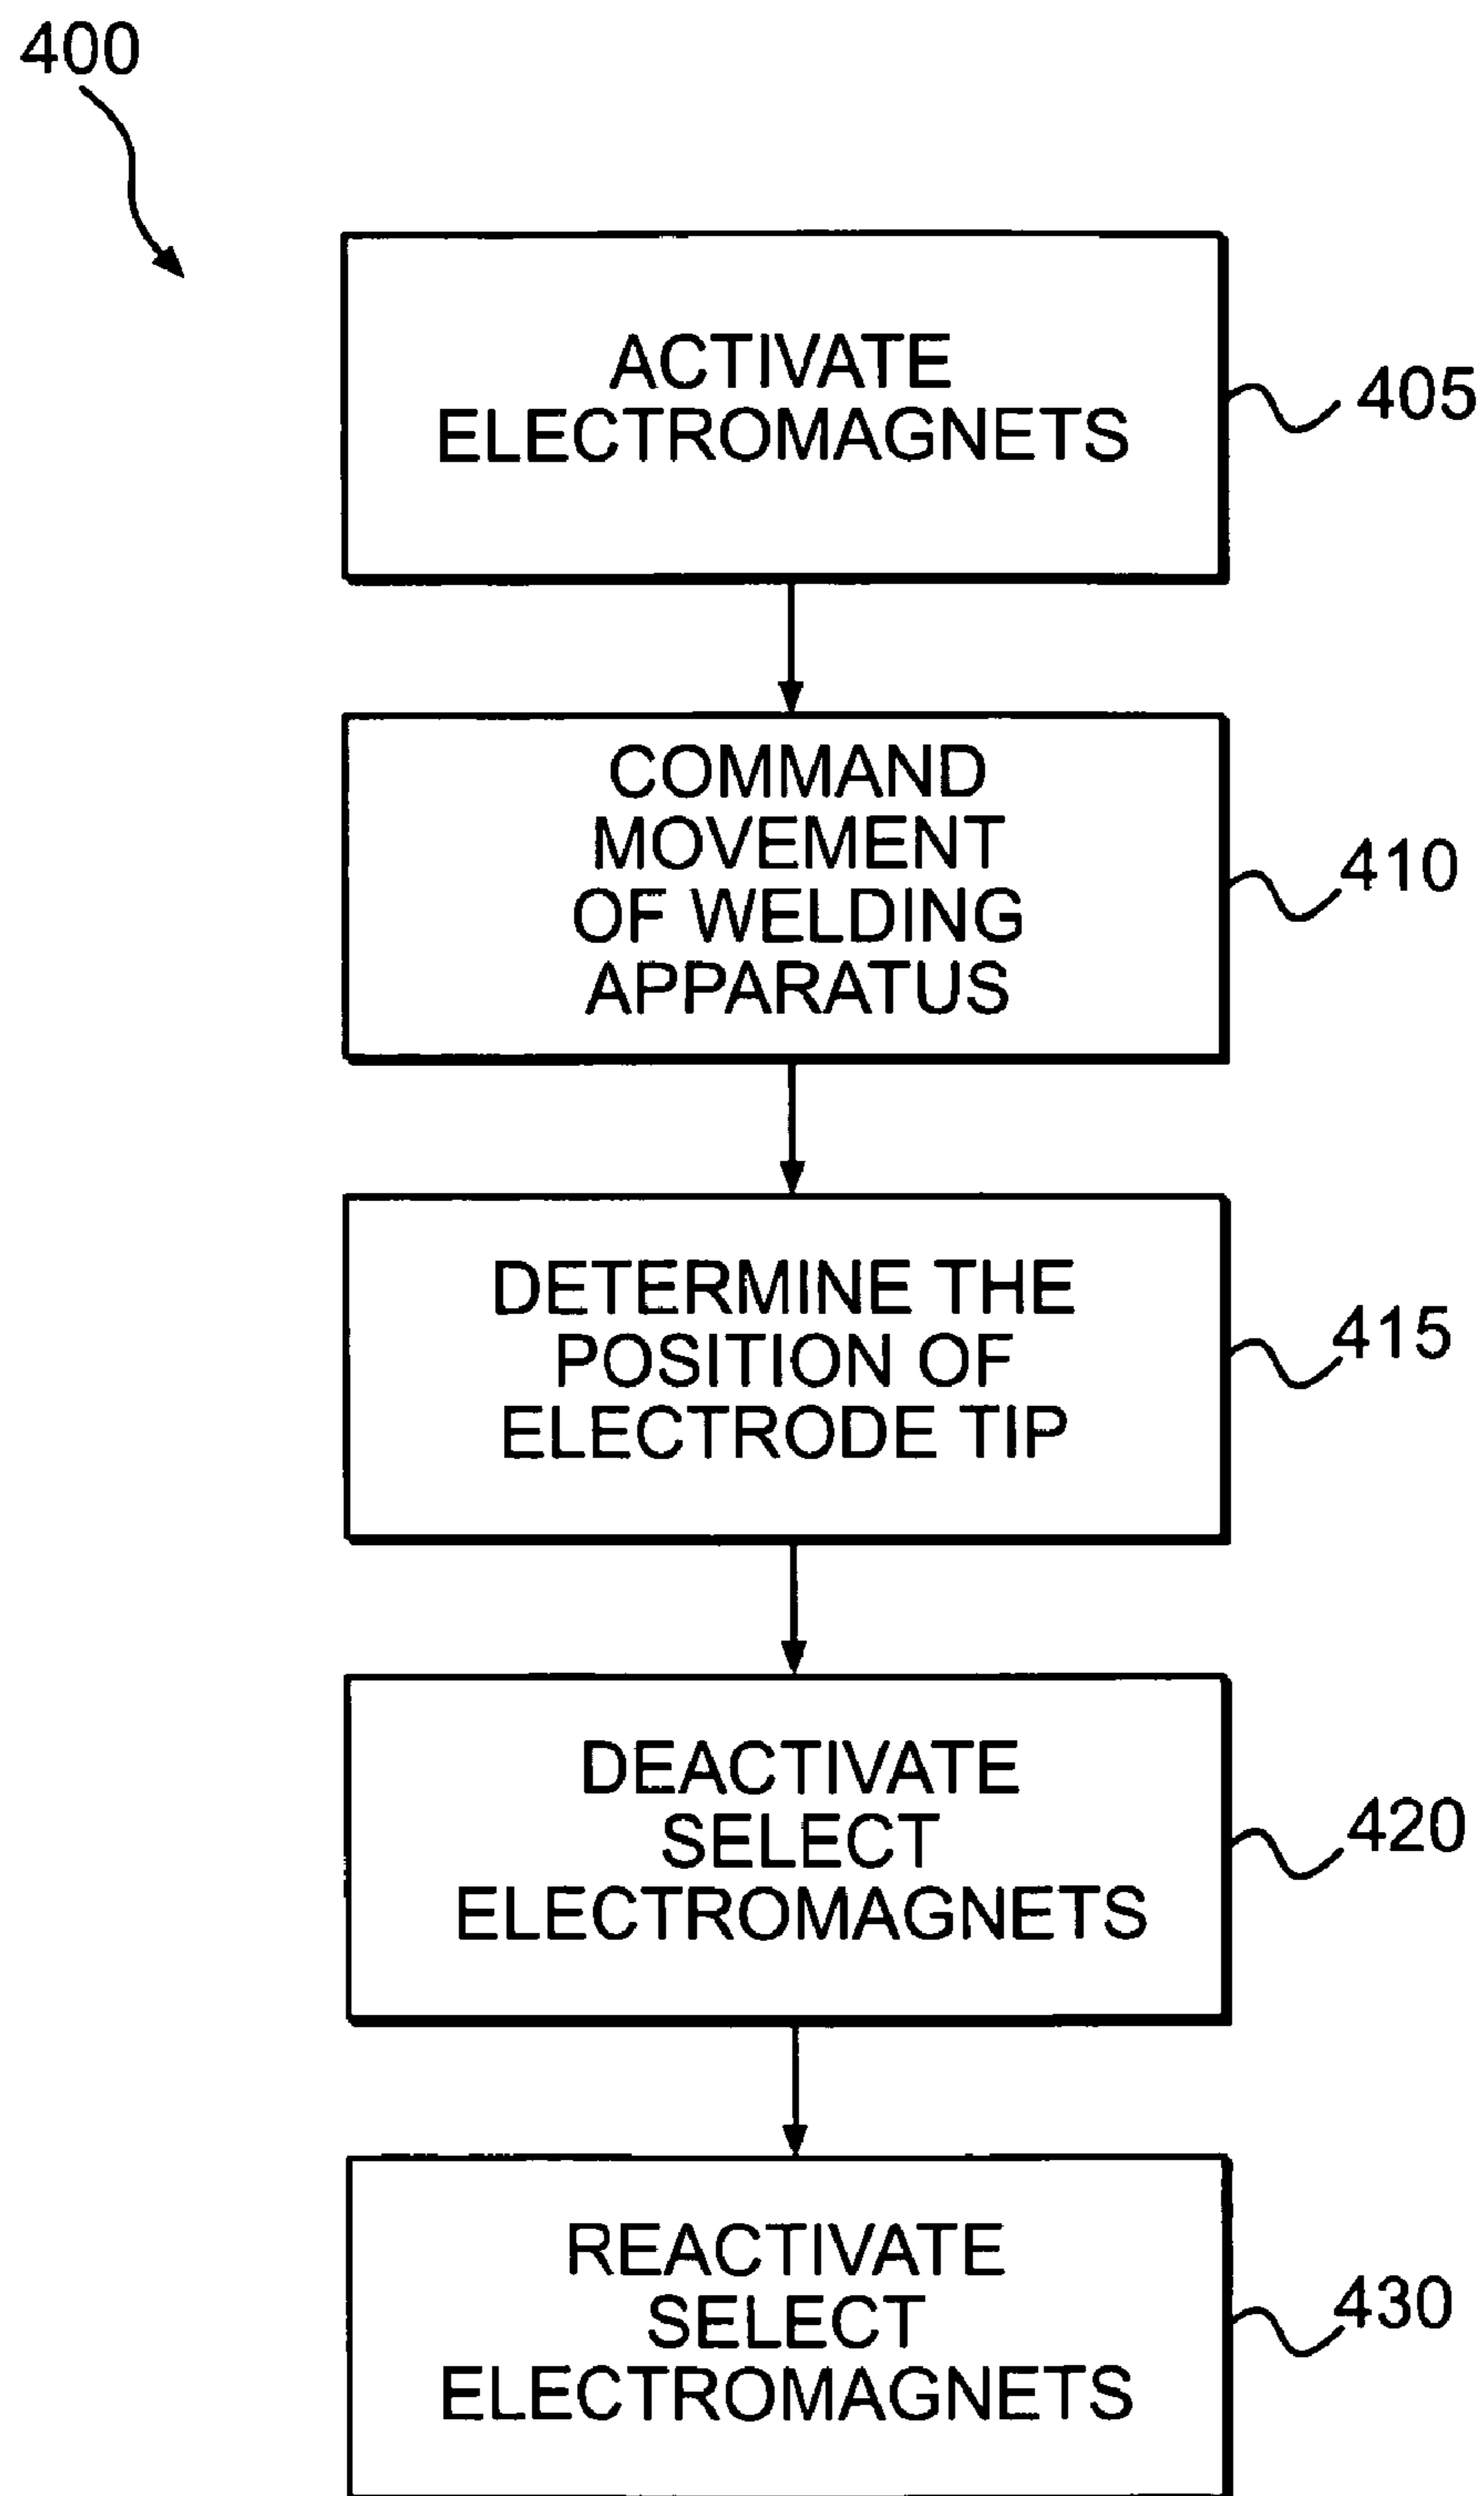 400
ACTIVATE
ELECTROMAGNETS
405
COMMAND
MOVEMENT
OF WELDING
APPARATUS
410
DETERMINE THE
POSITION OF
ELECTRODE TIP
415
DEACTIVATE
SELECT
ELECTROMAGNETS
420
REACTIVATE
SELECT
ELECTROMAGNETS
430